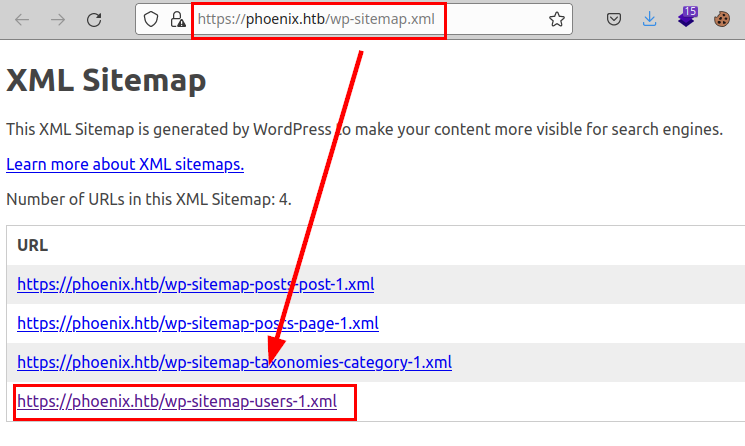 https://phoenix.htb/wp-sitemap.xml
15
XML Sitemap
This XML Sitemap is generated by WordPress to make your content more visible for search engines.
Learn more about XML sitemaps.
Number of URLs in this XML Sitemap: 4.
URL
https://phoenix.htb/wp-sitemap-posts-post-1.xml
https://phoenix.htb/wp-sitemap-posts-page-1.xml
https://phoenix.htb/wp-sitemap-taxonomies-category-1.xml
https://phoenix.htb/wp-sitemap-users-1.xml